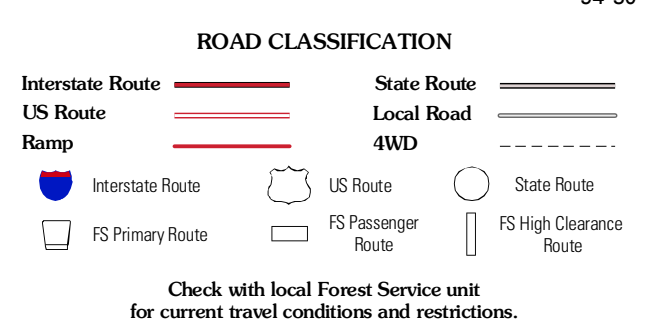 ROAD CLASSIFICATION
Interstate Route
State Route
US Route
Local Road
Ramp
4WD
Interstate Route
US Route
State Route
FS Primary Route
FS Passenger
Route
FS High Clearance
Route
Check with local Forest Service unit
for current travel conditions and restrictions.